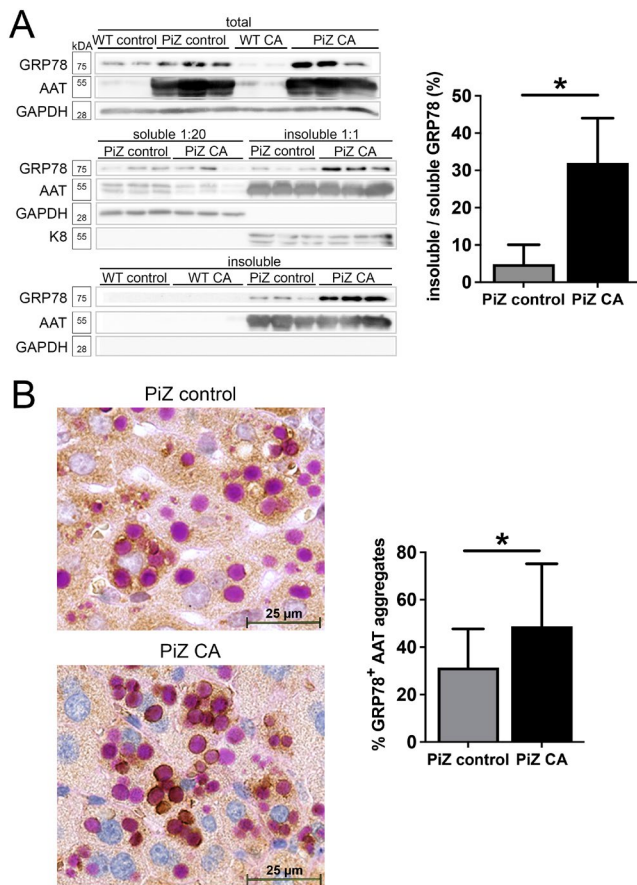 A
total
WT control PiZ control WT CA PiZ CA
kDA
GRP78 75
AAT 55
GAPDH 28
soluble 1:20 insoluble 1:1
PiZ control PiZ CA PiZ control PiZ CA
GRP78 75
AAT 55
GAPDH 28
K8 55
insoluble
WT control WT CA PiZ control PiZ CA
GRP78 75
AAT 55
GAPDH 28
insoluble / soluble GRP78 (%)
50
40
30
20
10
0
*
PiZ control PiZ CA
B
PiZ control
25 µm
PiZ CA
25 µm
% GRP78⁺ AAT aggregates
80
60
40
20
0
*
PiZ control PiZ CA